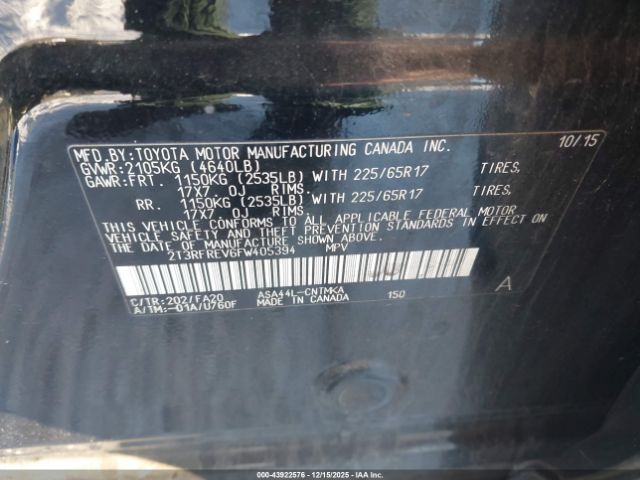 MFD.BY:TOYOTA MOTOR MANUFACTURING CANADA INC. 10/15
GVWR:2105KG (4640LB)
GAWR:FRT. 1150KG (2535LB) WITH 225/65R17 TIRES,
17X7 0J RIMS.
RR. 1150KG (2535LB) WITH 225/65R17 TIRES,
17X7 0J RIMS.
THIS VEHICLE CONFORMS TO ALL APPLICABLE FEDERAL MOTOR
VEHICLE SAFETY AND THEFT PREVENTION STANDARDS IN EFFECT ON
THE DATE OF MANUFACTURE SHOWN ABOVE.
2T3RFREV6FW405394 MPV
A
C/TR:202/FA20 ASA44L-CNTMKA 150
A/TM:-01A/U760F MADE IN CANADA
000-43922576 - 12/15/2025 - IAA Inc.